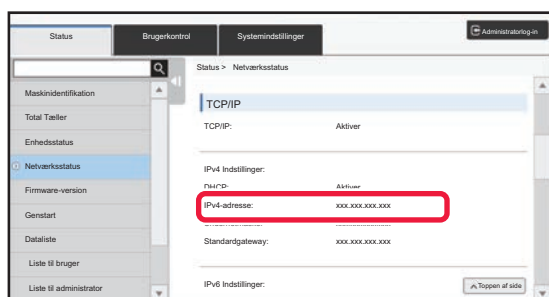 Status
Brugerkontrol
Systemindstillinger
Administratorlog-in
Status > Netværksstatus
Maskinidentifikation
Total Tæller
Enhedsstatus
Netværksstatus
Firmware-version
Genstart
Dataliste
Liste til bruger
Liste til administrator
TCP/IP
TCP/IP: Aktiver
IPv4 Indstillinger:
DHCP: Aktiver
IPv4-adresse: xxx.xxx.xxx.xxx
Standardgateway: xxx.xxx.xxx.xxx
IPv6 Indstillinger:
Toppen af side